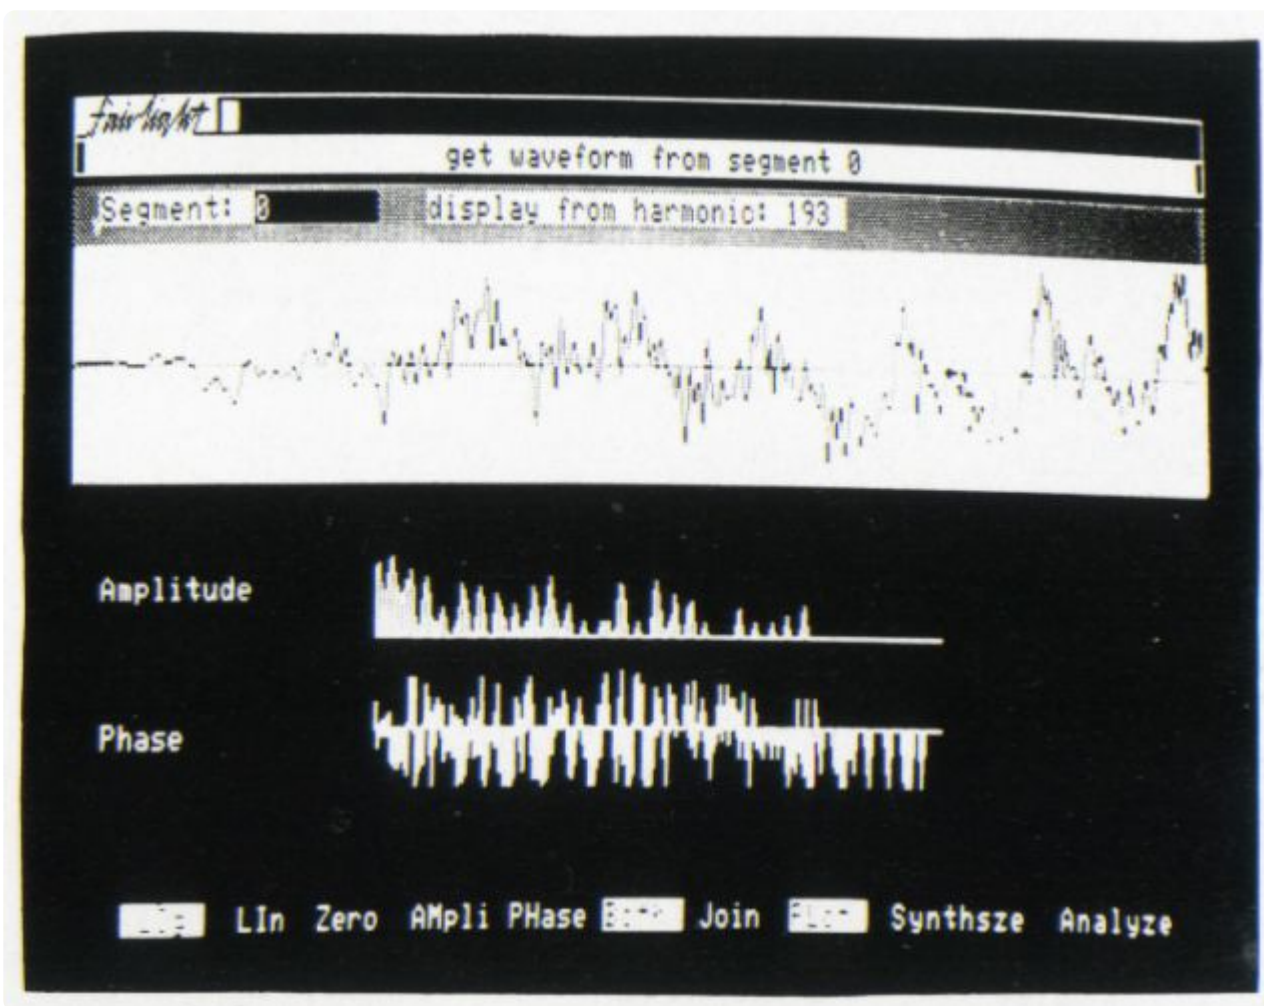 fairlight
get waveform from segment 0
Segment: 0 display from harmonic: 193
Amplitude
Phase
LIn Zero AMpli PHase Join Synthsze Analyze